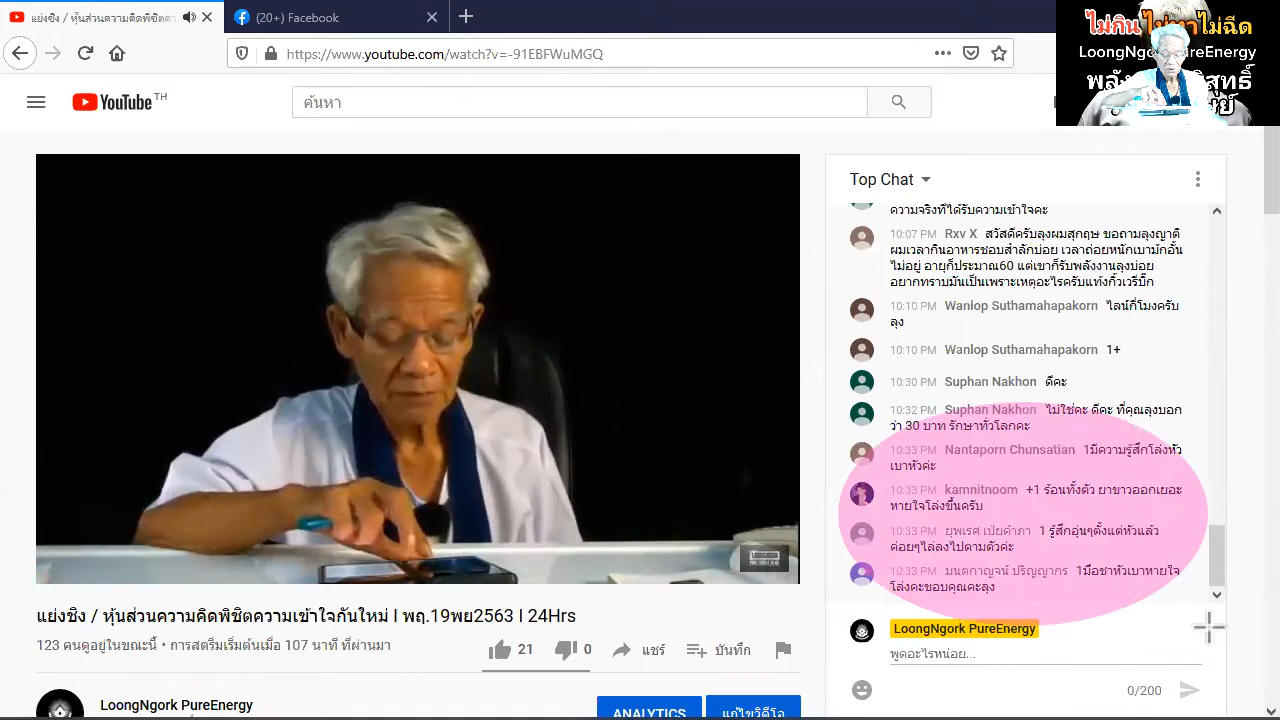 แย่งชิง / หุ้นส่วนความคิดพิชิตคว
(20+) Facebook
https://www.youtube.com/watch?v=-91EBFWuMGQ
ไม่กิน ไม่ทา ไม่ฉีด
LoongNgork PureEnergy
YouTube TH
ค้นหา
Top Chat
ความจริงที่ได้รับความเข้าใจคะ
10:07 PM Rxv X สวัสดีครับลุงผมสุกฤษ ขอถามลุงญาติ
ผมเวลากินอาหารชอบสำลักบ่อย เวลาถ่ายหนักเบามักอั้น
ไม่อยู่ อายุก็ประมาณ60 แต่เขาก็รับพลังงานลุงบ่อย
อยากทราบมันเป็นเพราะเหตุอะไรครับแท้งกิ้วเวรีบิ๊ก
10:10 PM Wanlop Suthamahapakorn ไลน์กี่โมงครับ
ลุง
10:10 PM Wanlop Suthamahapakorn 1+
10:30 PM Suphan Nakhon ดีคะ
10:32 PM Suphan Nakhon ไม่ใช่คะ ดีคะ ที่คุณลุงบอก
ว่า 30 บาท รักษาทั่วโลกคะ
10:33 PM Nantaporn Chunsatian 1มีความรู้สึกโล่งหัว
เบาหัวค่ะ
10:33 PM kamnitnoom +1 ร้อนทั้งตัว ยาขาวออกเยอะ
หายใจโล่งขึ้นครับ
10:33 PM ยุพเรศ เปียคำภา 1 รู้สึกอุ่นๆตั้งแต่หัวแล้ว
ค่อยๆไล่ลงไปตามตัวค่ะ
10:33 PM มนตกาญจน์ ปริญญากร 1มือชาหัวเบาหายใจ
โล่งคะขอบคุณคะลุง
แย่งชิง / หุ้นส่วนความคิดพิชิตความเข้าใจกันใหม่ l พฤ.19พย2563 l 24Hrs
123 คนดูอยู่ในขณะนี้ • การสตรีมเริ่มต้นเมื่อ 107 นาที ที่ผ่านมา
21 0 แชร์ บันทึก
LoongNgork PureEnergy
พูดอะไรหน่อย...
0/200
LoongNgork PureEnergy
ANALYTICS แก้ไขวิดีโอ